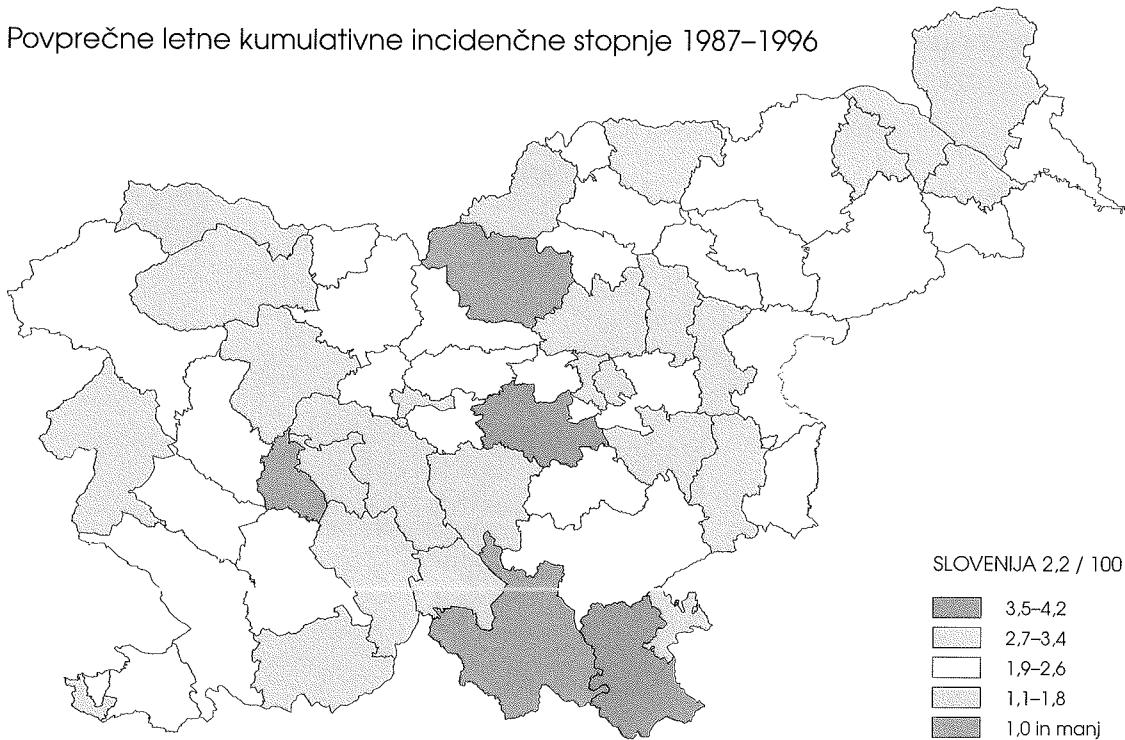 Povprečne letne kumulativne incidenčne stopnje 1987–1996
SLOVENIJA 2,2 / 100
3,5–4,2
2,7–3,4
1,9–2,6
1,1–1,8
1,0 in manj